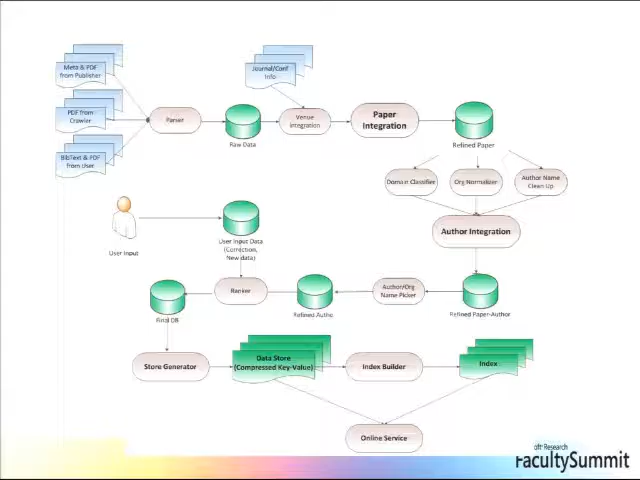 Meta & PDF
from Publisher
Journal/Conf
Info
PDF from
Crawler
Parser
Raw Data
Venue
Integration
Paper
Integration
Refined Paper
BibText & PDF
from User
Domain Classifier
Org Normalizer
Author Name
Clean Up
User Input
User Input Data
(Correction,
New data)
Author Integration
Final DB
Ranker
Refined Autho
Author/Org
Name Picker
Refined Paper-Author
Store Generator
Data Store
(Compressed Key-Value)
Index Builder
Index
Online Service
oft Research
FacultySummit